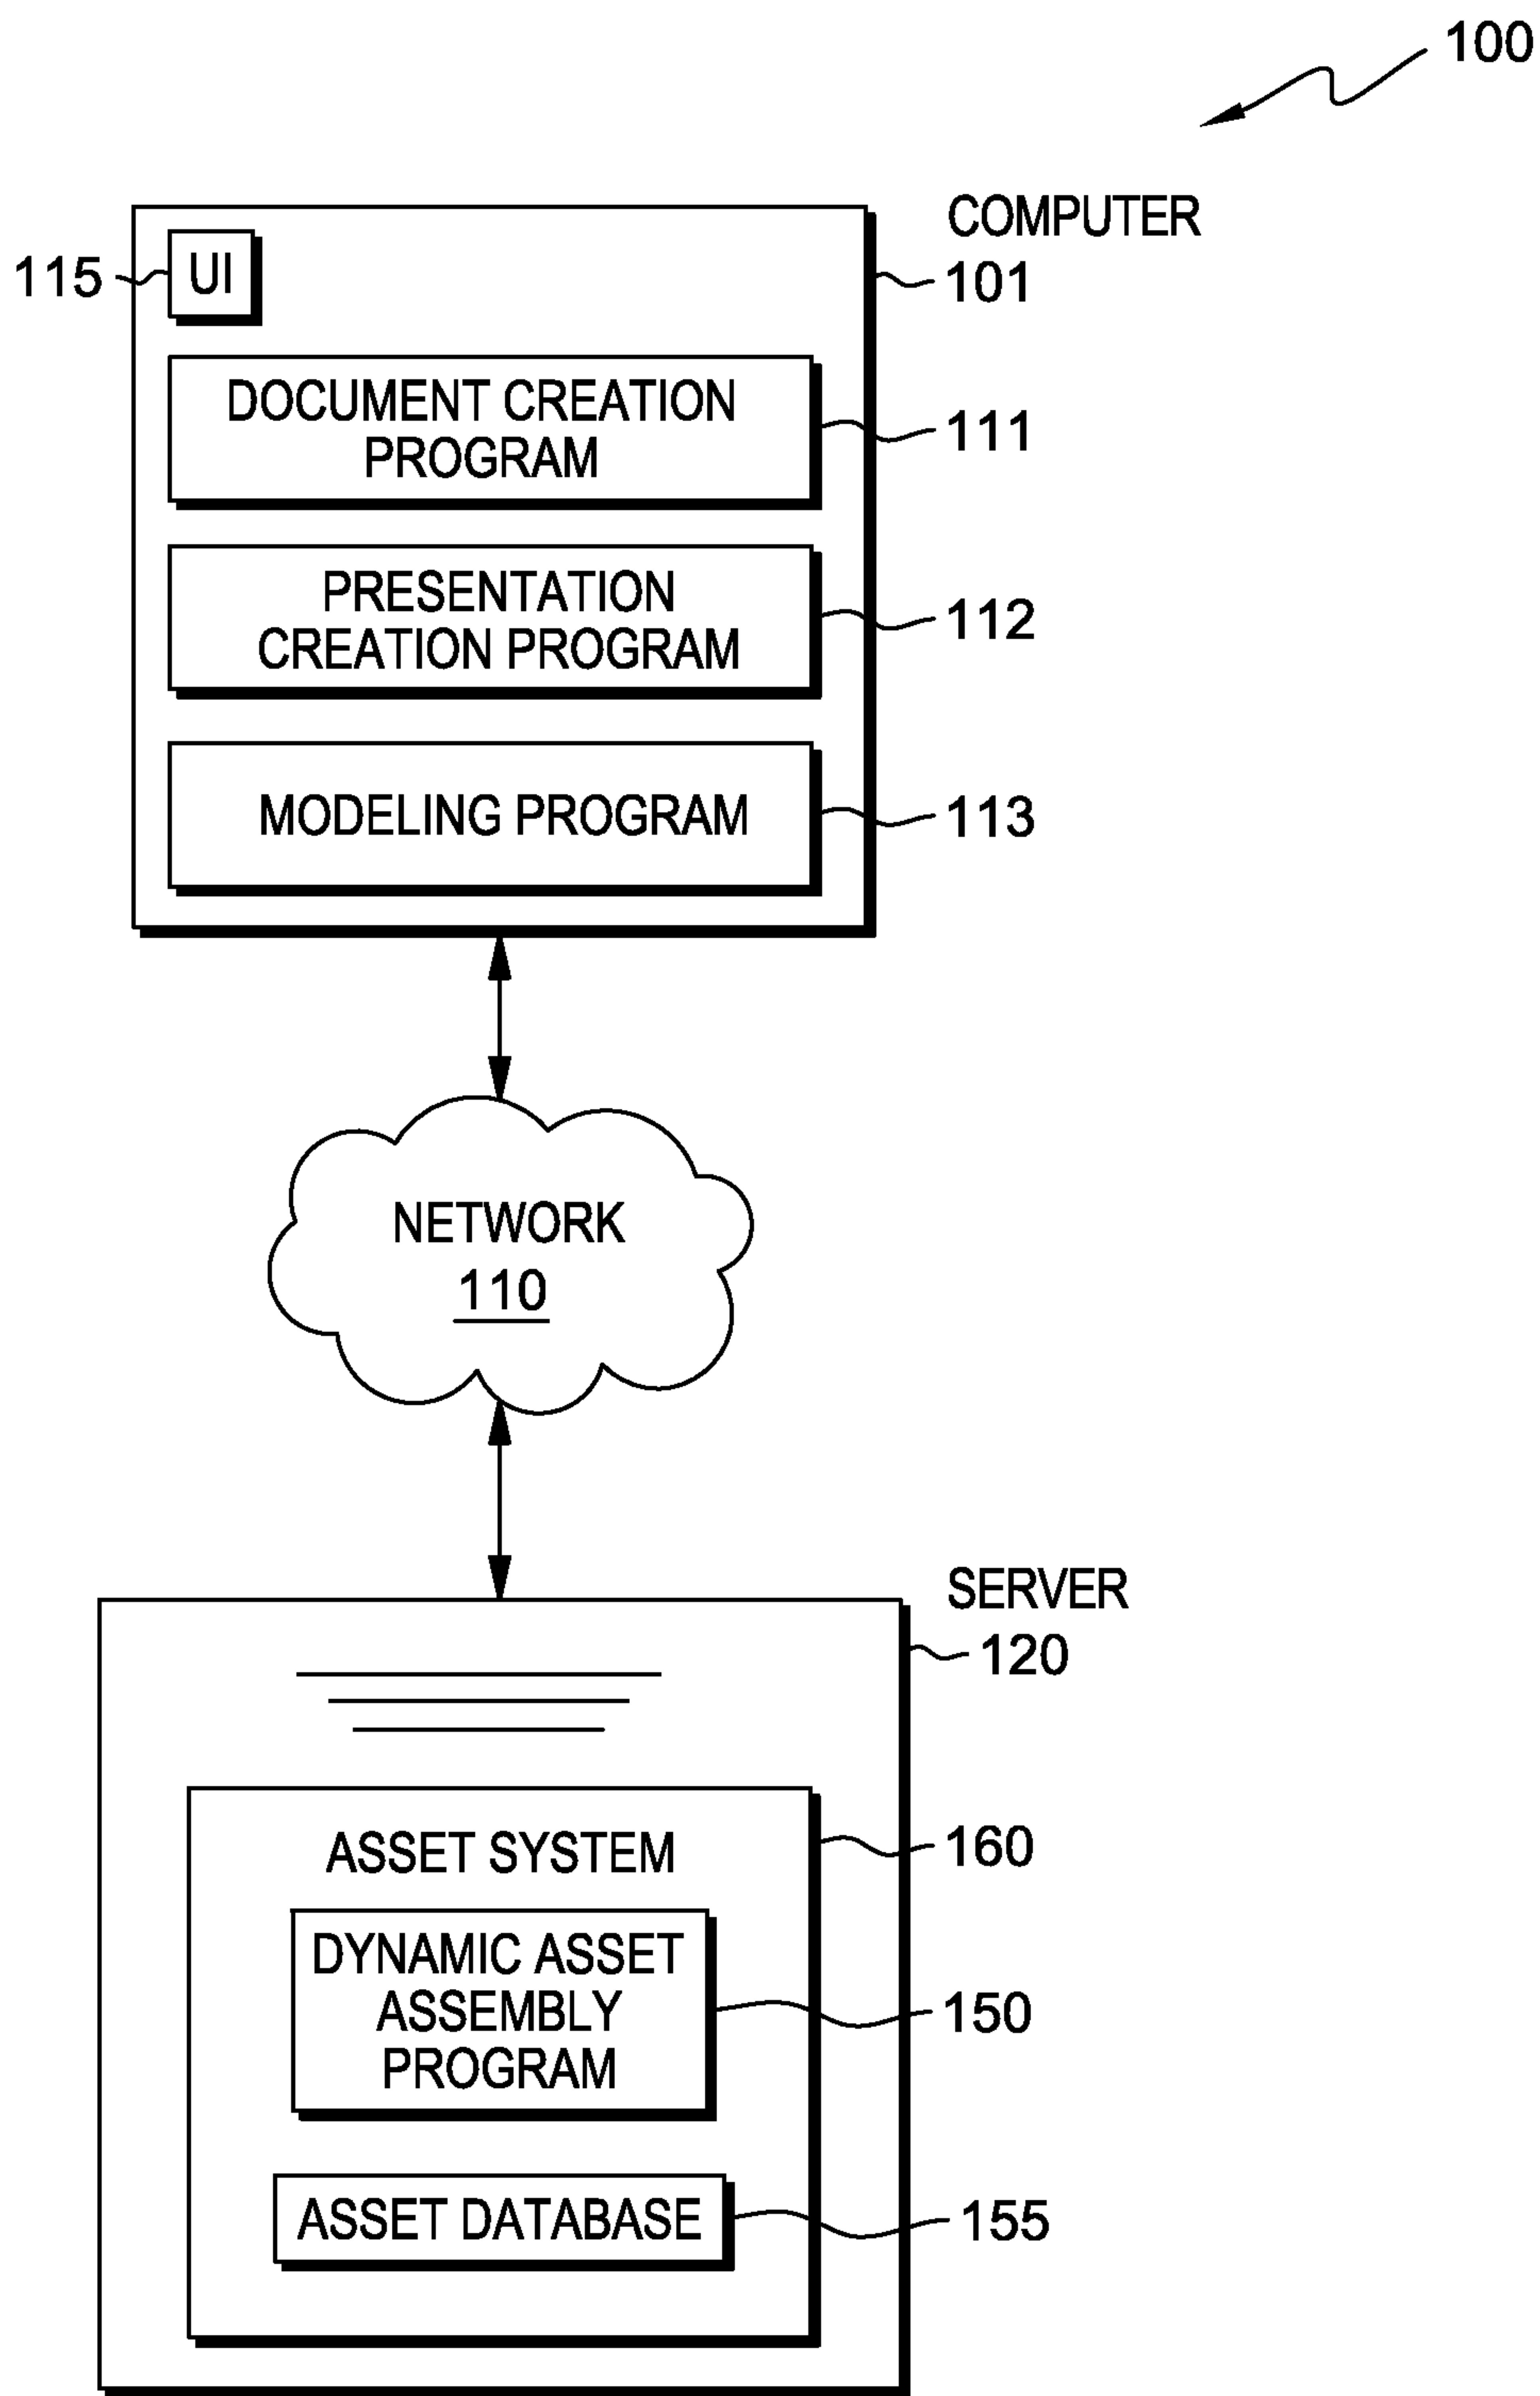 100
COMPUTER
101
115
UI
DOCUMENT CREATION
PROGRAM
111
PRESENTATION
CREATION PROGRAM
112
MODELING PROGRAM
113
NETWORK
110
SERVER
120
ASSET SYSTEM
160
DYNAMIC ASSET
ASSEMBLY
PROGRAM
150
ASSET DATABASE
155